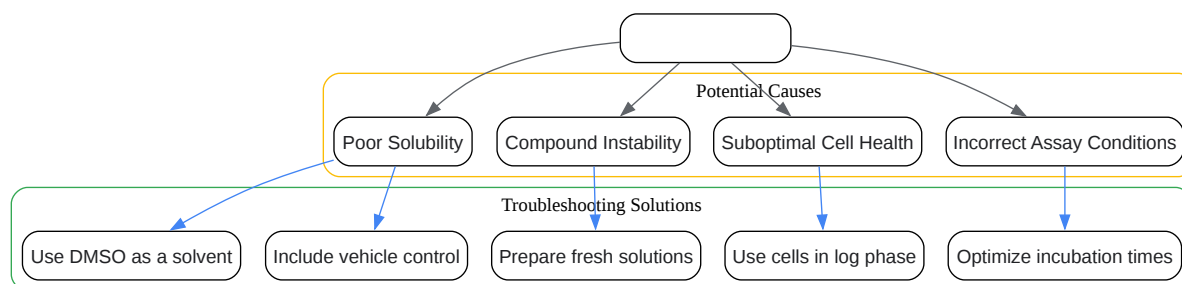 Potential Causes
Poor Solubility
Compound Instability
Suboptimal Cell Health
Incorrect Assay Conditions
Troubleshooting Solutions
Use DMSO as a solvent
Include vehicle control
Prepare fresh solutions
Use cells in log phase
Optimize incubation times